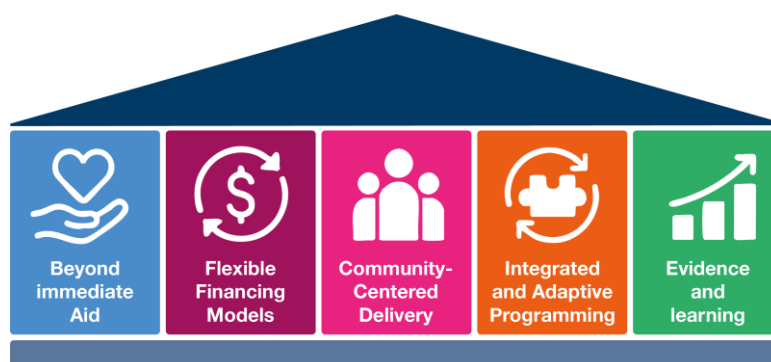 Beyond
immediate
Aid
Flexible
Financing
Models
Community-
Centered
Delivery
Integrated
and Adaptive
Programming
Evidence
and
learning